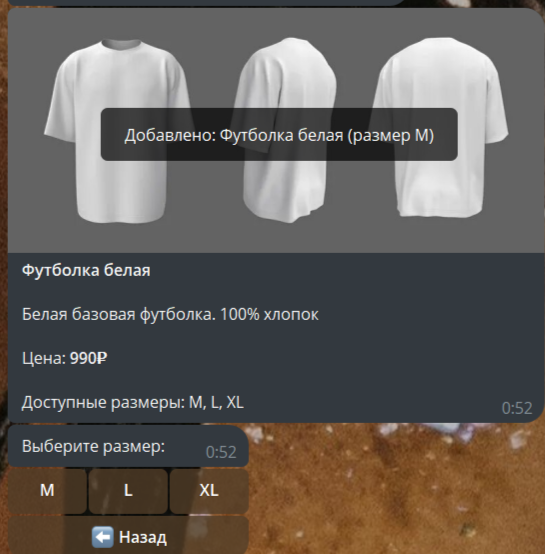 Добавлено: Футболка белая (размер M)
Футболка белая
Белая базовая футболка. 100% хлопок
Цена: 990₽
Доступные размеры: M, L, XL
0:52
Выберите размер:
0:52
M L XL
Назад